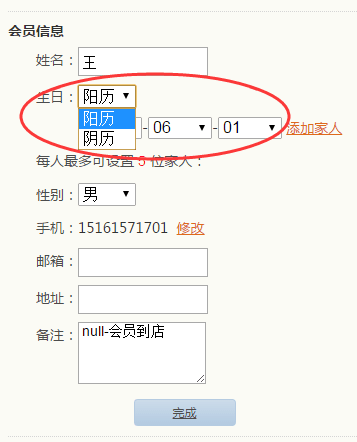 会员信息
姓名：王
生日：阳历
阳历
阴历
-06-01 添加家人
每人最多可设置 5 位家人：
性别：男
手机：15161571701 修改
邮箱：
地址：
备注：null-会员到店
完成